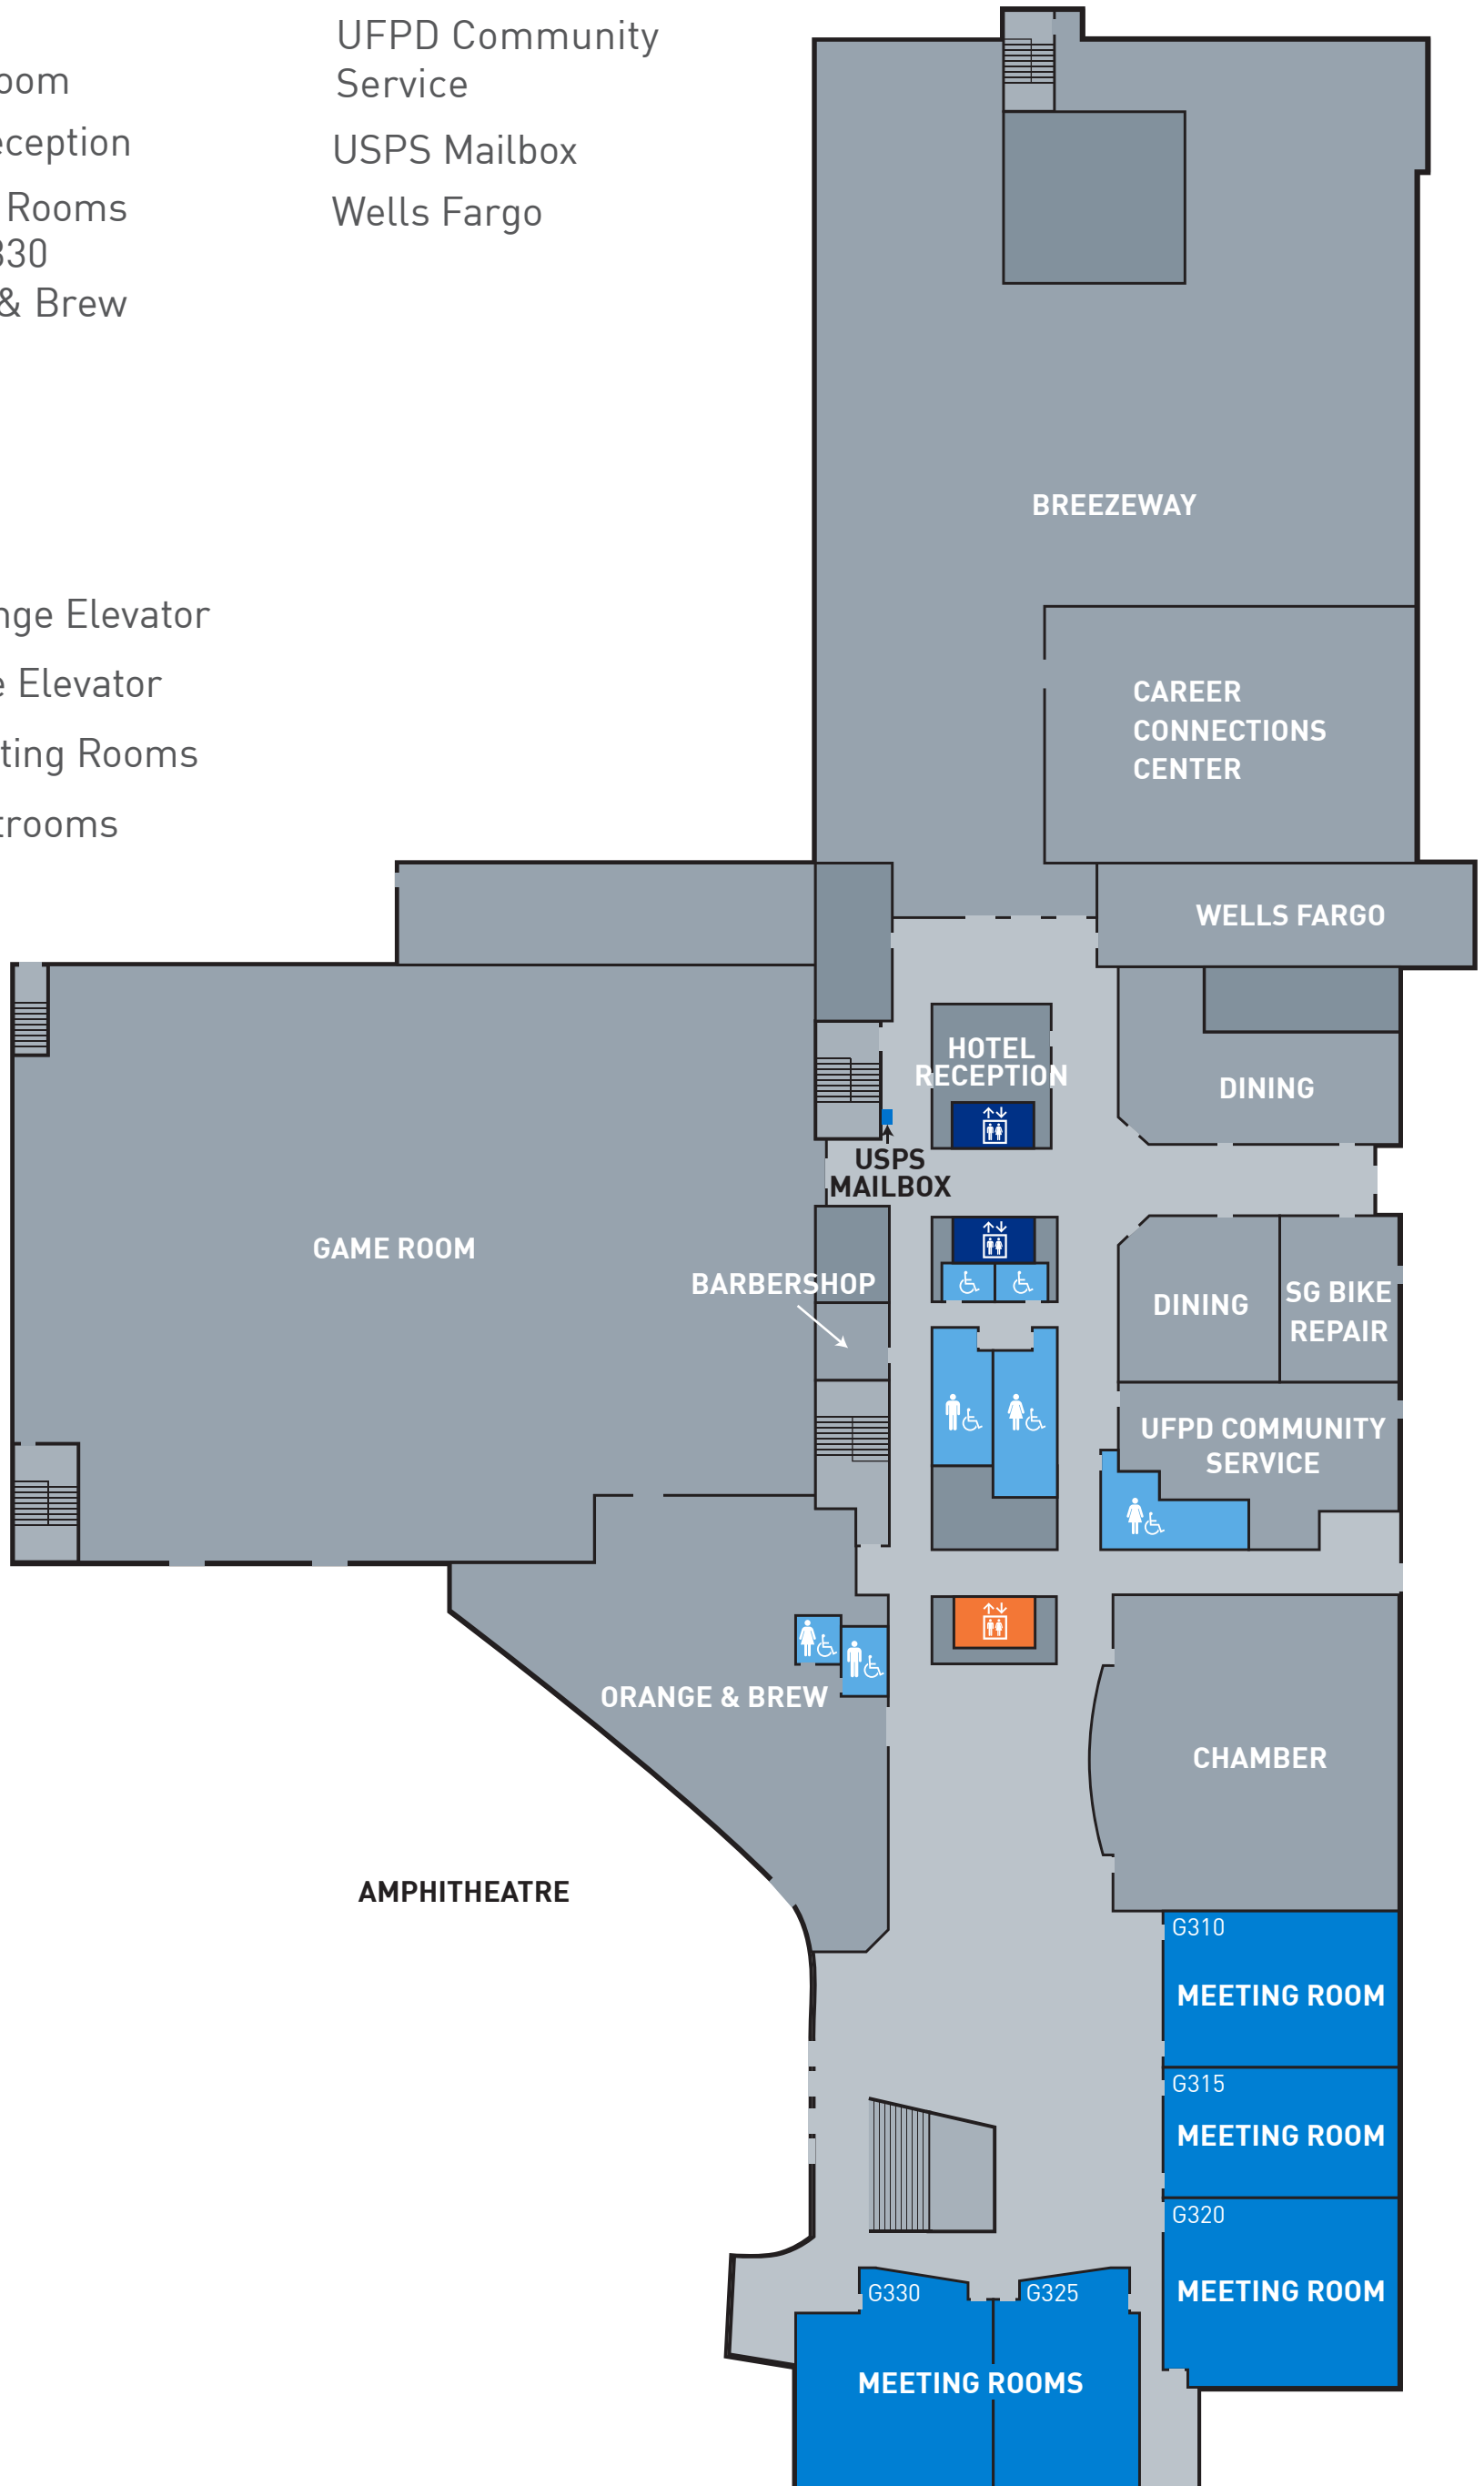 UFPD Community
Service
USPS Mailbox
Wells Fargo
oom
eception
Rooms
330
& Brew
nge Elevator
e Elevator
ting Rooms
trooms
BREEZEWAY
CAREER
CONNECTIONS
CENTER
WELLS FARGO
HOTEL
RECEPTION
DINING
USPS
MAILBOX
GAME ROOM
BARBERSHOP
DINING
SG BIKE
REPAIR
UFPD COMMUNITY
SERVICE
ORANGE & BREW
CHAMBER
AMPHITHEATRE
G310
MEETING ROOM
G315
MEETING ROOM
G320
MEETING ROOM
G330
G325
MEETING ROOMS